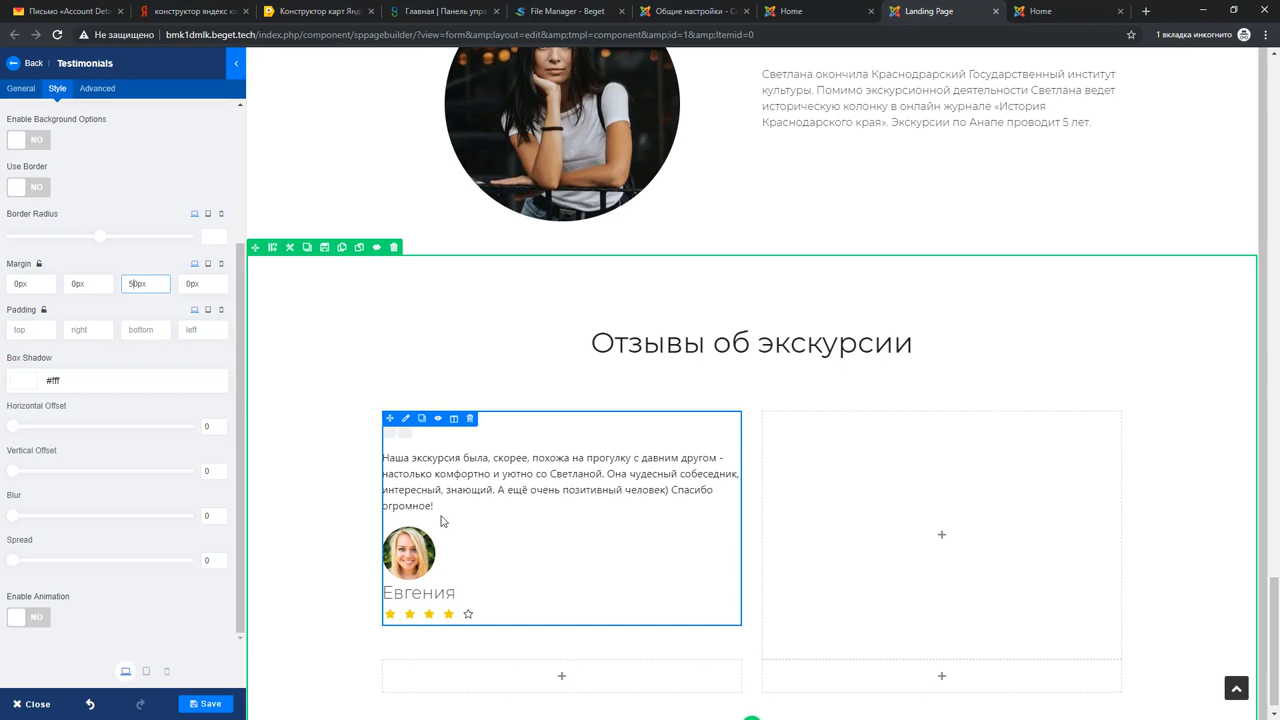 Почта — Domains@
конструктор яндекс ка
Конструктор карт Янд
Главная | Панель упра
File Manager - Beget
Общие настройки - Co
Home
Landing Page
Home
Не защищено
bmk1dmlk.beget.tech/index.php/component/sppagebuilder/?view=form&amp;layout=edit&amp;tmpl=component&amp;id=1&amp;Itemid=0
1 вкладка инкогнито
Back
Testimonials
General
Style
Advanced
Enable Background Options
NO
Use Border
NO
Border Radius
Margin
0px
0px
50px
0px
Padding
top
right
bottom
left
Box Shadow
#fff
Horizontal Offset
0
Vertical Offset
0
Blur
0
Spread
0
Enable Animation
NO
Close
Save
Светлана окончила Краснодрарский Государственный институт
культуры. Помимо экскурсионной деятельности Светлана ведет
историческую колонку в онлайн журнале «История
Краснодарского края». Экскурсии по Анапе проводит 5 лет.
Отзывы об экскурсии
Наша экскурсия была, скорее, похожа на прогулку с давним другом -
настолько комфортно и уютно со Светланой. Она чудесный собеседник,
интересный, знающий. А ещё очень позитивный человек) Спасибо
огромное!
Евгения